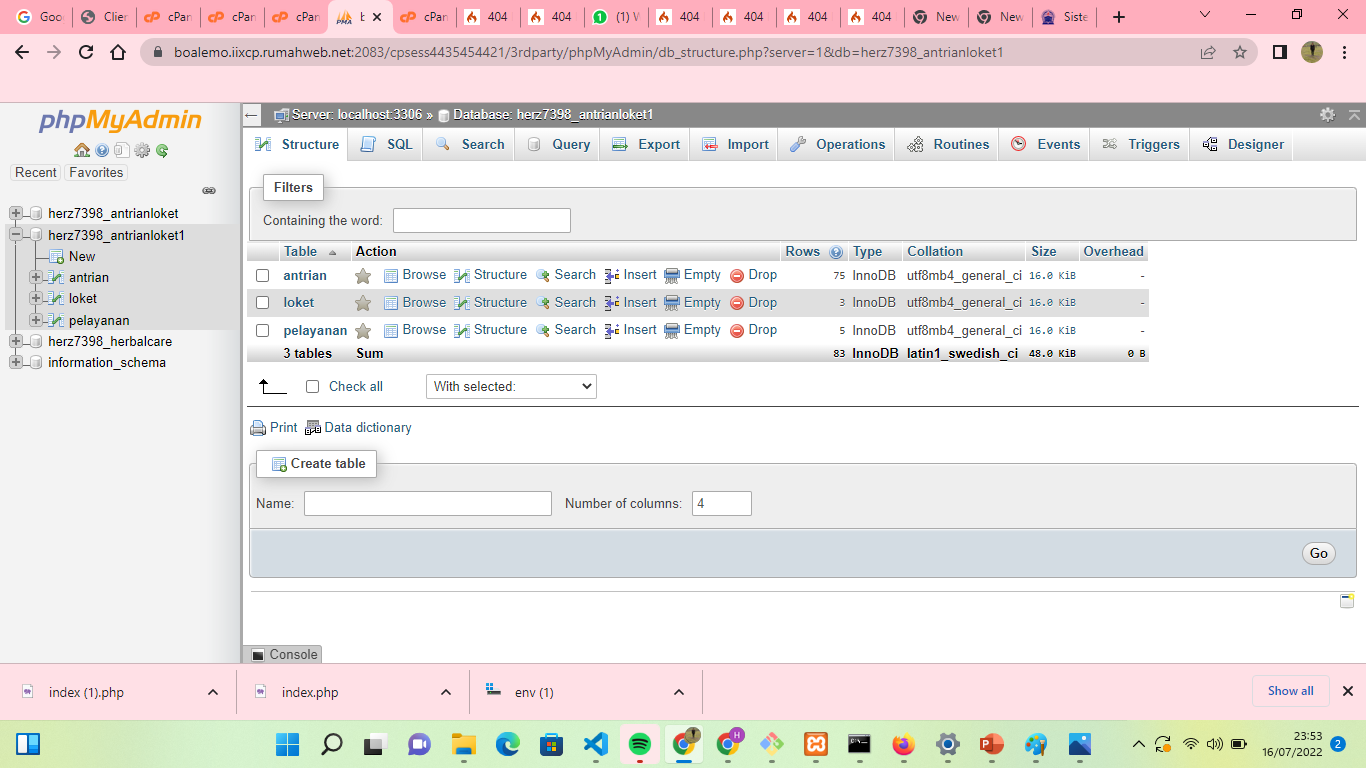 Goo
Clier
cPan
cPan
cPan
b
cPan
404
404
(1) W
404
404
404
404
New
New
Siste
boalemo.iixcp.rumahweb.net:2083/cpsess4435454421/3rdparty/phpMyAdmin/db_structure.php?server=1&db=herz7398_antrianloket1
phpMyAdmin
Recent Favorites
herz7398_antrianloket
herz7398_antrianloket1
New
antrian
loket
pelayanan
herz7398_herbalcare
information_schema
Server: localhost:3306 » Database: herz7398_antrianloket1
Structure SQL Search Query Export Import Operations Routines Events Triggers Designer
Filters
Containing the word:
Table Action Rows Type Collation Size Overhead
antrian Browse Structure Search Insert Empty Drop 75 InnoDB utf8mb4_general_ci 16.0 KiB -
loket Browse Structure Search Insert Empty Drop 3 InnoDB utf8mb4_general_ci 16.0 KiB -
pelayanan Browse Structure Search Insert Empty Drop 5 InnoDB utf8mb4_general_ci 16.0 KiB -
3 tables Sum 83 InnoDB latin1_swedish_ci 48.0 KiB 0 B
Check all With selected:
Print Data dictionary
Create table
Name: Number of columns: 4
Go
Console
index (1).php
index.php
env (1)
Show all
23:53
16/07/2022 2